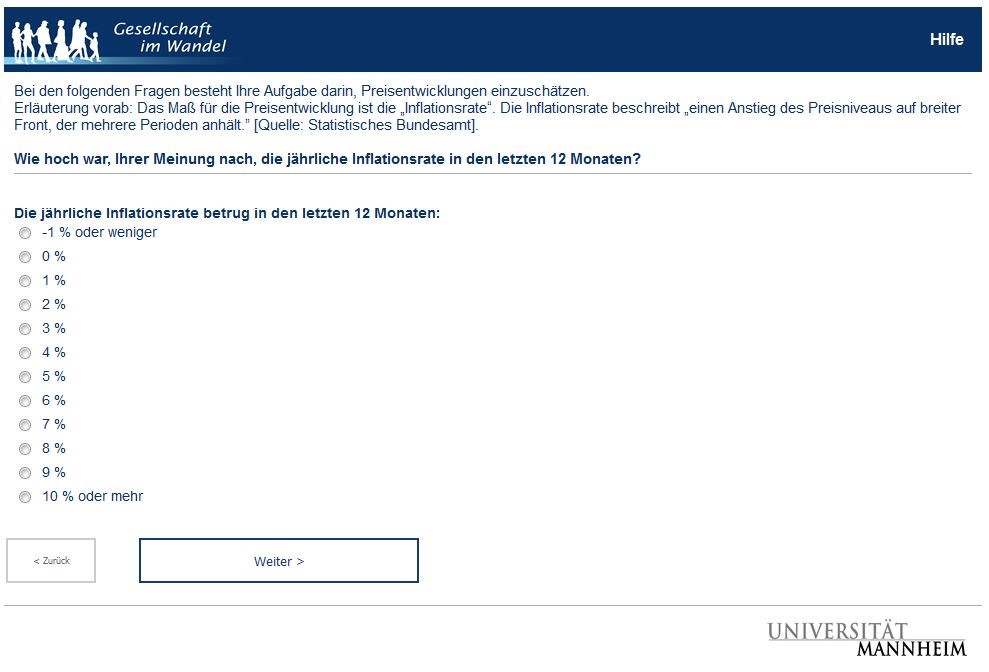 Gesellschaft
im Wandel
Hilfe
Bei den folgenden Fragen besteht Ihre Aufgabe darin, Preisentwicklungen einzuschätzen.
Erläuterung vorab: Das Maß für die Preisentwicklung ist die „Inflationsrate“. Die Inflationsrate beschreibt „einen Anstieg des Preisniveaus auf breiter
Front, der mehrere Perioden anhält.” [Quelle: Statistisches Bundesamt].
Wie hoch war, Ihrer Meinung nach, die jährliche Inflationsrate in den letzten 12 Monaten?
Die jährliche Inflationsrate betrug in den letzten 12 Monaten:
-1 % oder weniger
0 %
1 %
2 %
3 %
4 %
5 %
6 %
7 %
8 %
9 %
10 % oder mehr
< Zurück
Weiter >
UNIVERSITÄT
MANNHEIM